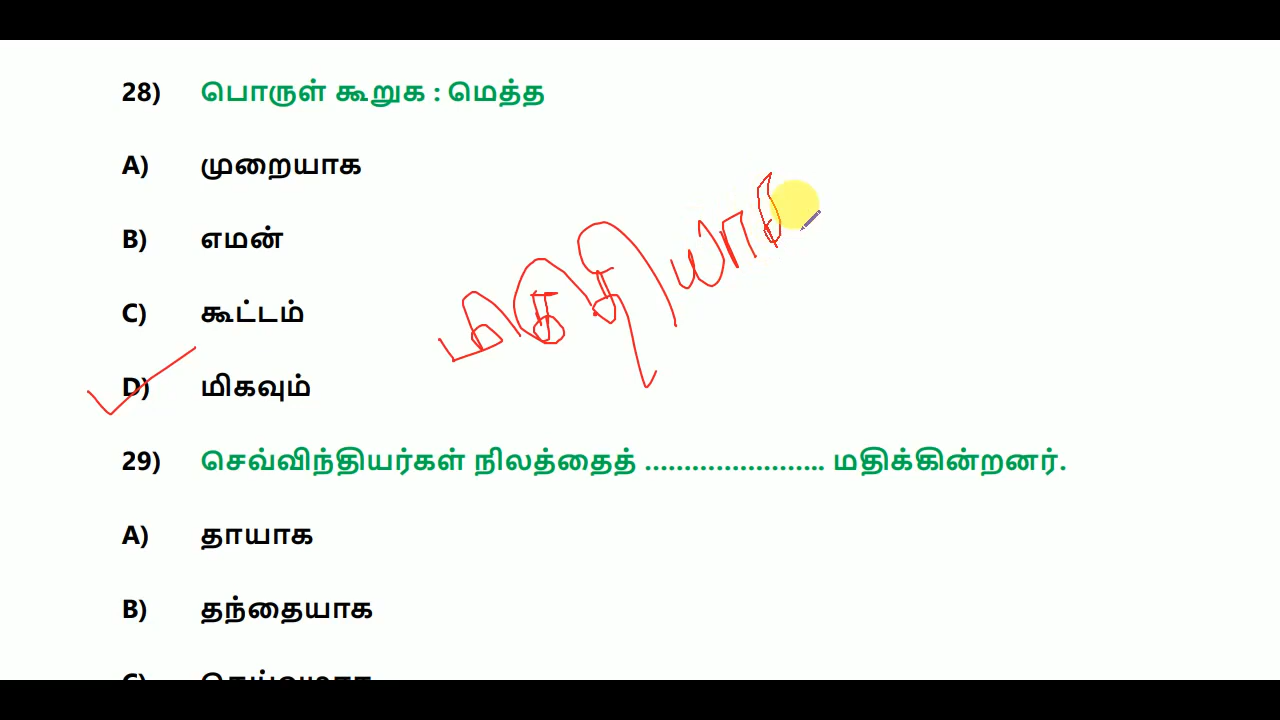 28) பொருள் கூறுக : மெத்த
A) முறையாக
B) எமன்
C) கூட்டம்
D) மிகவும்
29) செவ்விந்தியர்கள் நிலத்தைத் ...................... மதிக்கின்றனர்.
A) தாயாக
B) தந்தையாக